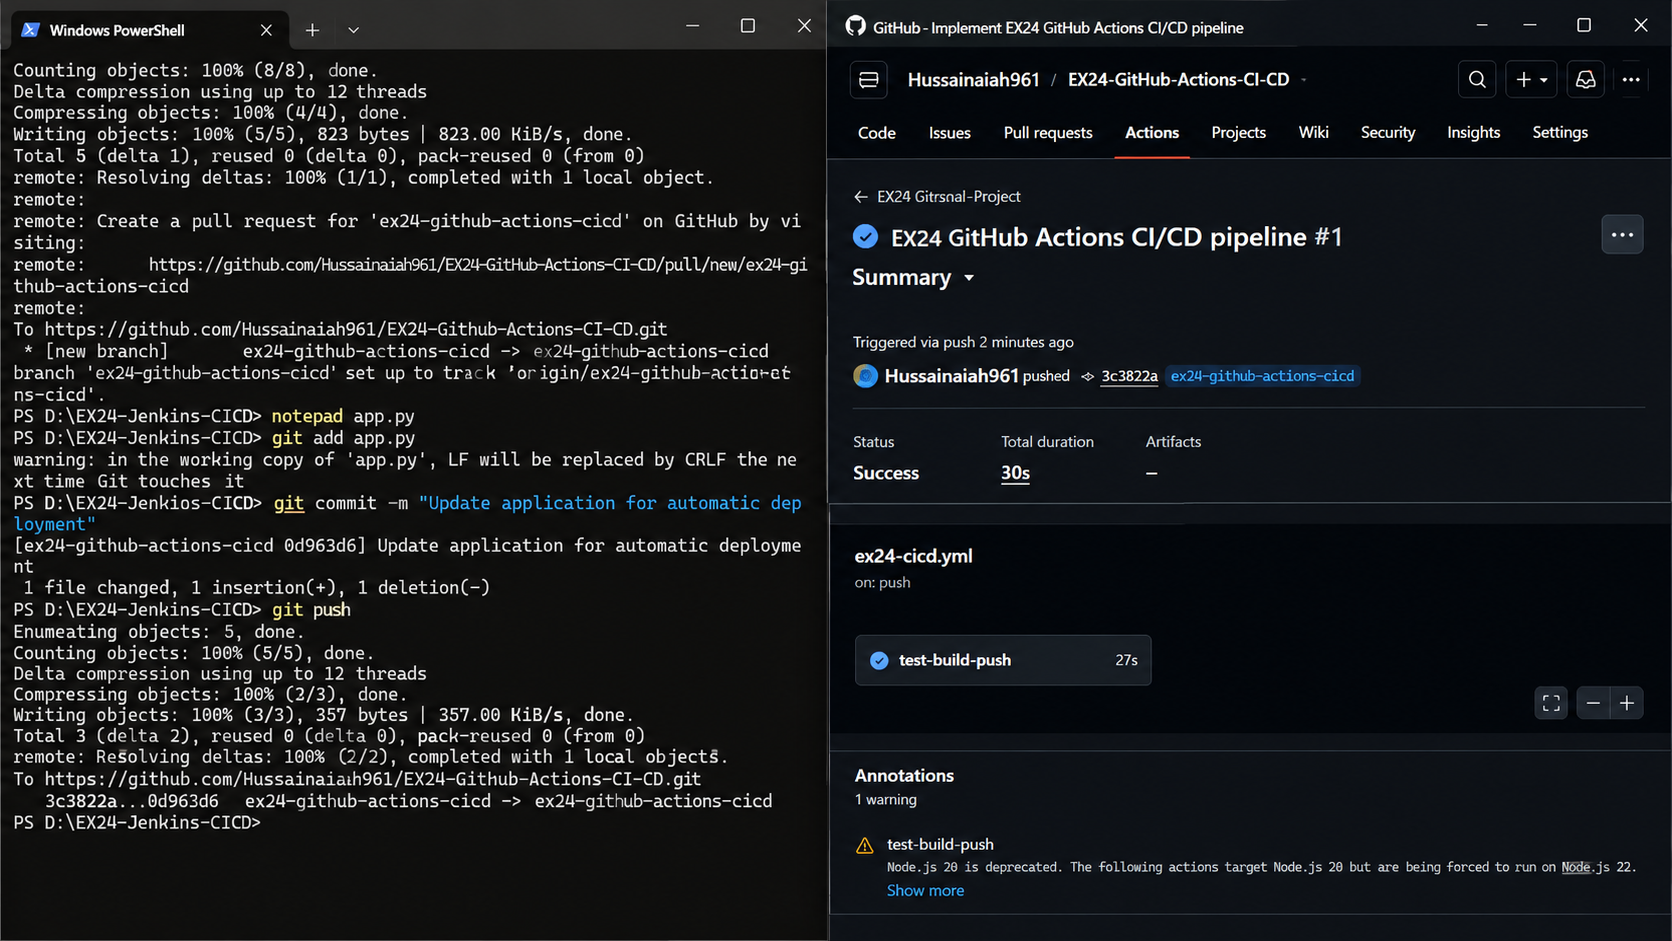 Windows PowerShell
Counting objects: 100% (8/8), done.
Delta compression using up to 12 threads
Compressing objects: 100% (4/4), done.
Writing objects: 100% (5/5), 823 bytes | 823.00 KiB/s, done.
Total 5 (delta 1), reused 0 (delta 0), pack-reused 0 (from 0)
remote: Resolving deltas: 100% (1/1), completed with 1 local object.
remote:
remote: Create a pull request for 'ex24-github-actions-cicd' on GitHub by vi
siting:
remote:      https://github.com/Hussainaiah961/EX24-GitHub-Actions-CI-CD/pull/new/ex24-gi
thub-actions-cicd
remote:
To https://github.com/Hussainaiah961/EX24-Github-Actions-CI-CD.git
 * [new branch]       ex24-github-actions-cicd -> ex24-github-actions-cicd
branch 'ex24-github-actions-cicd' set up to track 'origin/ex24-github-action
ns-cicd'.
PS D:\EX24-Jenkins-CICD> notepad app.py
PS D:\EX24-Jenkins-CICD> git add app.py
warning: in the working copy of 'app.py', LF will be replaced by CRLF the ne
xt time Git touches it
PS D:\EX24-Jenkins-CICD> git commit -m "Update application for automatic dep
loyment"
[ex24-github-actions-cicd 0d963d6] Update application for automatic deployme
nt
 1 file changed, 1 insertion(+), 1 deletion(-)
PS D:\EX24-Jenkins-CICD> git push
Enumeating objects: 5, done.
Counting objects: 100% (5/5), done.
Delta compression using up to 12 threads
Compressing objects: 100% (2/3), done.
Writing objects: 100% (3/3), 357 bytes | 357.00 KiB/s, done.
Total 3 (delta 2), reused 0 (delta 0), pack-reused 0 (from 0)
remote: Resolving deltas: 100% (2/2), completed with 1 local objects.
To https://github.com/Hussainaiah961/EX24-Github-Actions-CI-CD.git
   3c3822a...0d963d6  ex24-github-actions-cicd -> ex24-github-actions-cicd
PS D:\EX24-Jenkins-CICD>
GitHub - Implement EX24 GitHub Actions CI/CD pipeline
Hussainaiah961 / EX24-GitHub-Actions-CI-CD
Code Issues Pull requests Actions Projects Wiki Security Insights Settings
← EX24 Gitrsnal-Project
EX24 GitHub Actions CI/CD pipeline #1
Summary
Triggered via push 2 minutes ago
Hussainaiah961 pushed 3c3822a ex24-github-actions-cicd
Status Total duration Artifacts
Success 30s –
ex24-cicd.yml
on: push
test-build-push 27s
Annotations
1 warning
test-build-push
Node.js 20 is deprecated. The following actions target Node.js 20 but are being forced to run on Node.js 22.
Show more